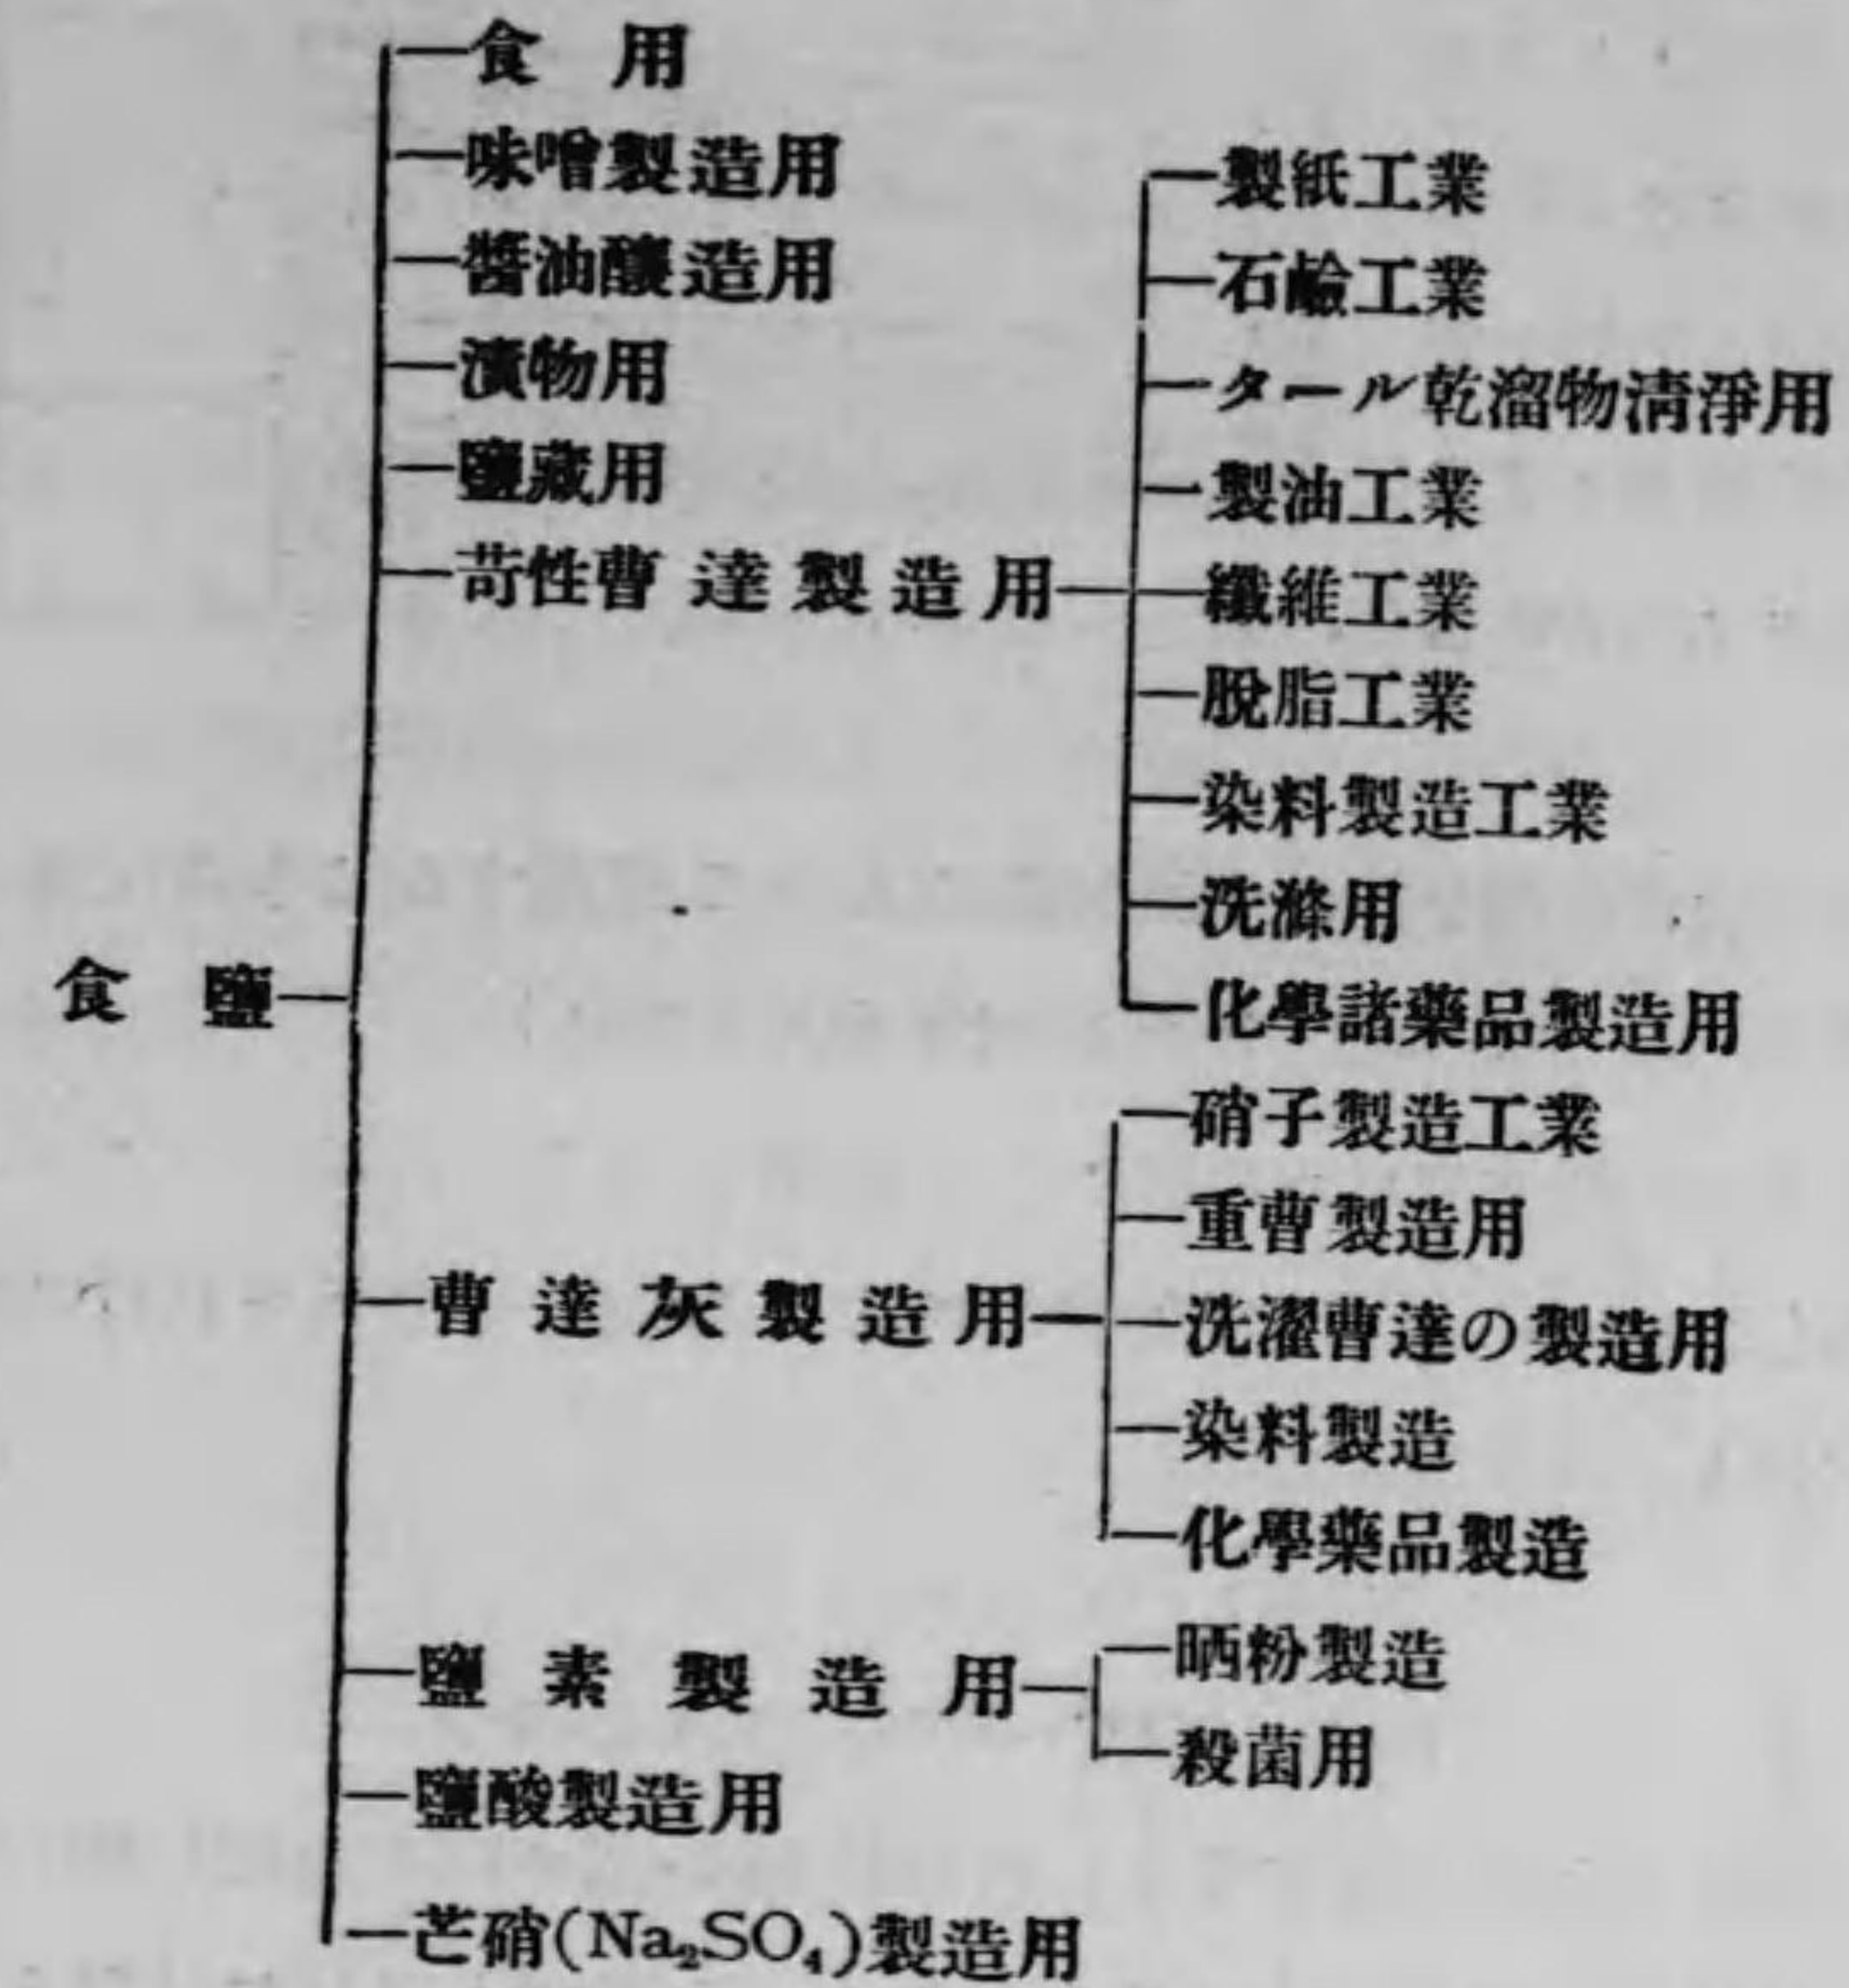 食鹽
食用
味噌製造用
醬油釀造用
漬物用
鹽藏用
苛性曹達製造用
製紙工業
石鹼工業
タール乾溜物淸淨用
製油工業
纖維工業
脫脂工業
染料製造工業
洗滌用
化學諸藥品製造用
曹達灰製造用
硝子製造工業
重曹製造用
洗濯曹達の製造用
染料製造
化學藥品製造
鹽素製造用
晒粉製造
殺菌用
鹽酸製造用
芒硝(Na₂SO₄)製造用